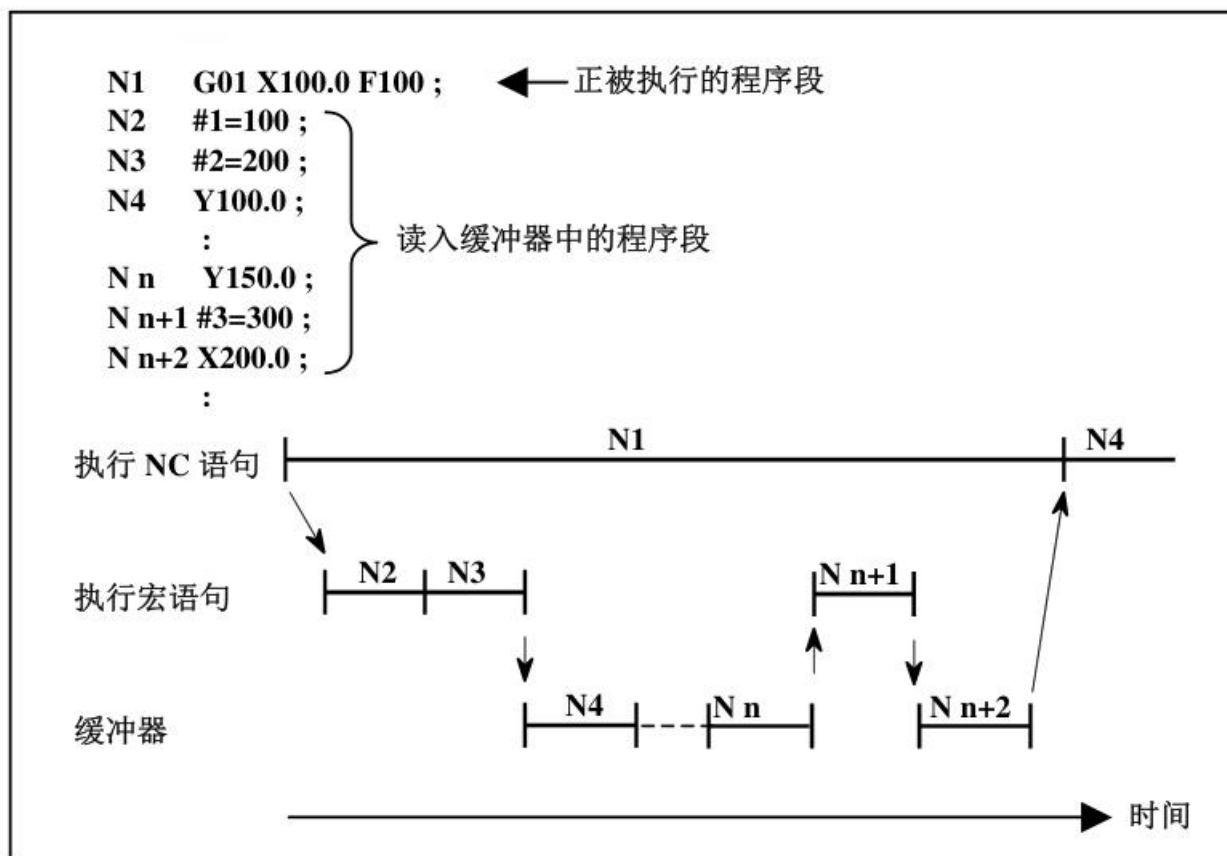 N1 G01 X100.0 F100 ; 正被执行的程序段
N2 #1=100 ;
N3 #2=200 ;
N4 Y100.0 ;
:
读入缓冲器中的程序段
N n Y150.0 ;
N n+1 #3=300 ;
N n+2 X200.0 ;
:
执行 NC 语句 N1 N4
执行宏语句 N2 N3 N n+1
缓冲器 N4 N n N n+2
时间